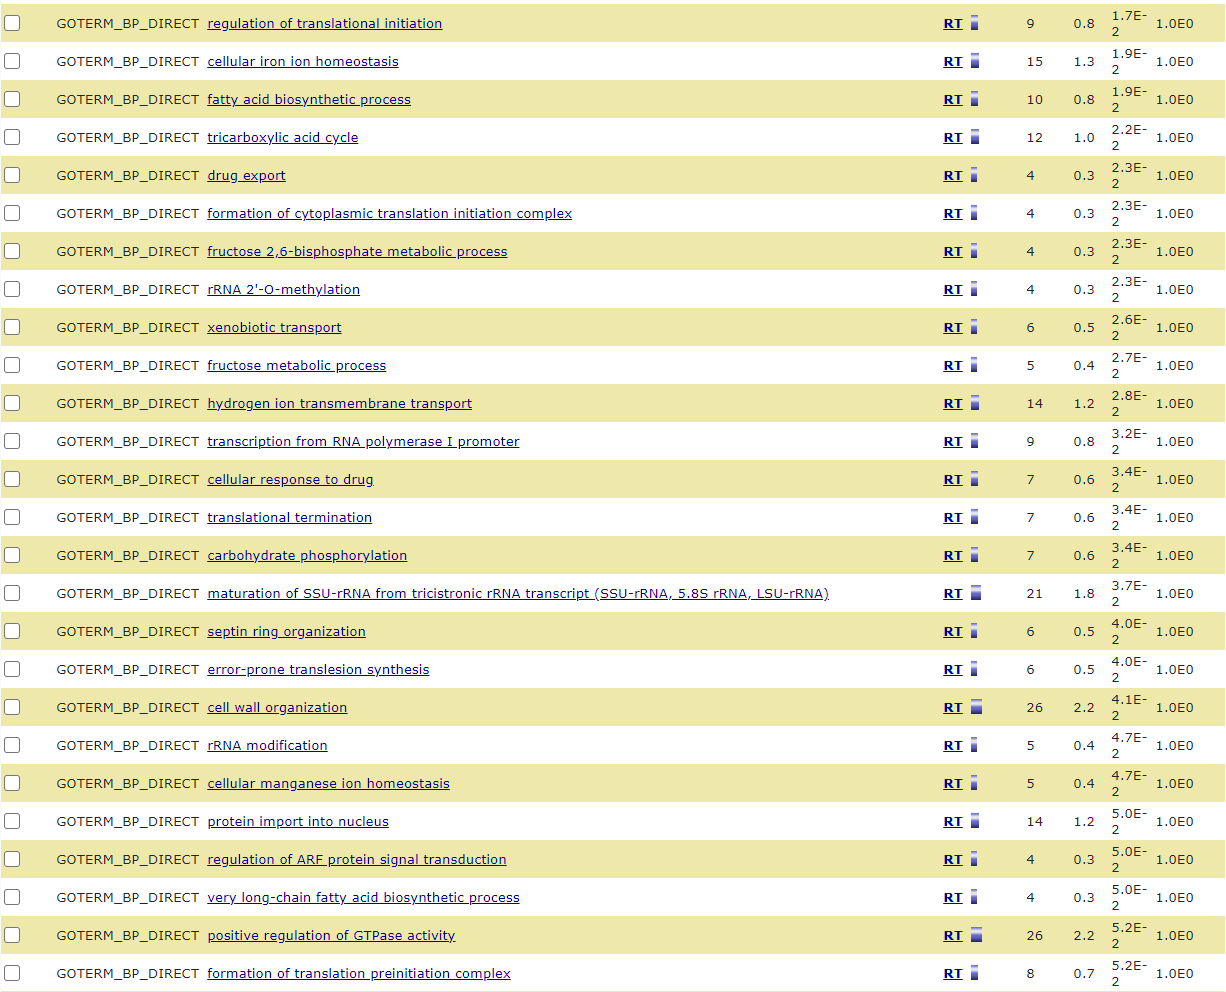 GOTERM_BP_DIRECT regulation of translational initiation RT 9 0.8 1.7E-2 1.0E0
GOTERM_BP_DIRECT cellular iron ion homeostasis RT 15 1.3 1.9E-2 1.0E0
GOTERM_BP_DIRECT fatty acid biosynthetic process RT 10 0.8 1.9E-2 1.0E0
GOTERM_BP_DIRECT tricarboxylic acid cycle RT 12 1.0 2.2E-2 1.0E0
GOTERM_BP_DIRECT drug export RT 4 0.3 2.3E-2 1.0E0
GOTERM_BP_DIRECT formation of cytoplasmic translation initiation complex RT 4 0.3 2.3E-2 1.0E0
GOTERM_BP_DIRECT fructose 2,6-bisphosphate metabolic process RT 4 0.3 2.3E-2 1.0E0
GOTERM_BP_DIRECT rRNA 2'-O-methylation RT 4 0.3 2.3E-2 1.0E0
GOTERM_BP_DIRECT xenobiotic transport RT 6 0.5 2.6E-2 1.0E0
GOTERM_BP_DIRECT fructose metabolic process RT 5 0.4 2.7E-2 1.0E0
GOTERM_BP_DIRECT hydrogen ion transmembrane transport RT 14 1.2 2.8E-2 1.0E0
GOTERM_BP_DIRECT transcription from RNA polymerase I promoter RT 9 0.8 3.2E-2 1.0E0
GOTERM_BP_DIRECT cellular response to drug RT 7 0.6 3.4E-2 1.0E0
GOTERM_BP_DIRECT translational termination RT 7 0.6 3.4E-2 1.0E0
GOTERM_BP_DIRECT carbohydrate phosphorylation RT 7 0.6 3.4E-2 1.0E0
GOTERM_BP_DIRECT maturation of SSU-rRNA from tricistronic rRNA transcript (SSU-rRNA, 5.8S rRNA, LSU-rRNA) RT 21 1.8 3.7E-2 1.0E0
GOTERM_BP_DIRECT septin ring organization RT 6 0.5 4.0E-2 1.0E0
GOTERM_BP_DIRECT error-prone translesion synthesis RT 6 0.5 4.0E-2 1.0E0
GOTERM_BP_DIRECT cell wall organization RT 26 2.2 4.1E-2 1.0E0
GOTERM_BP_DIRECT rRNA modification RT 5 0.4 4.7E-2 1.0E0
GOTERM_BP_DIRECT cellular manganese ion homeostasis RT 5 0.4 4.7E-2 1.0E0
GOTERM_BP_DIRECT protein import into nucleus RT 14 1.2 5.0E-2 1.0E0
GOTERM_BP_DIRECT regulation of ARF protein signal transduction RT 4 0.3 5.0E-2 1.0E0
GOTERM_BP_DIRECT very long-chain fatty acid biosynthetic process RT 4 0.3 5.0E-2 1.0E0
GOTERM_BP_DIRECT positive regulation of GTPase activity RT 26 2.2 5.2E-2 1.0E0
GOTERM_BP_DIRECT formation of translation preinitiation complex RT 8 0.7 5.2E-2 1.0E0